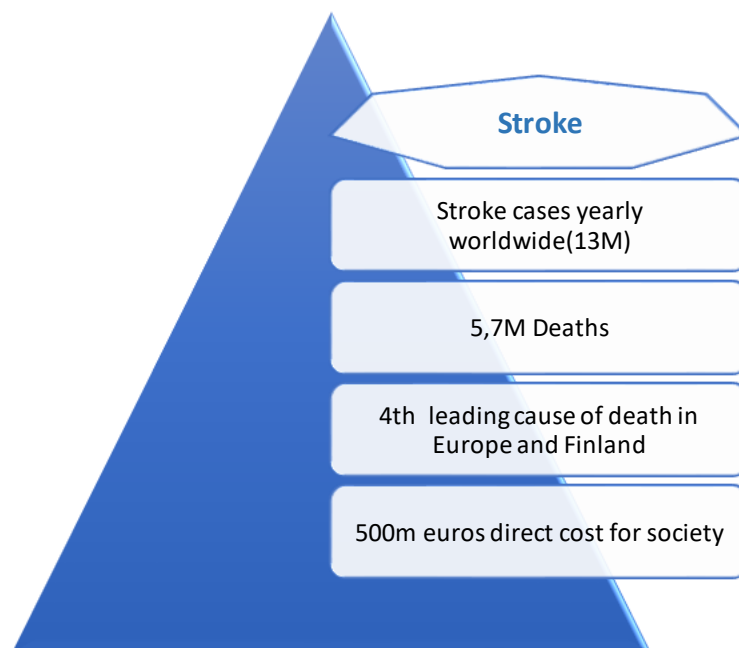 Stroke
Stroke cases yearly
worldwide(13M)
5,7M Deaths
4th  leading cause of death in
Europe and Finland
500m euros direct cost for society